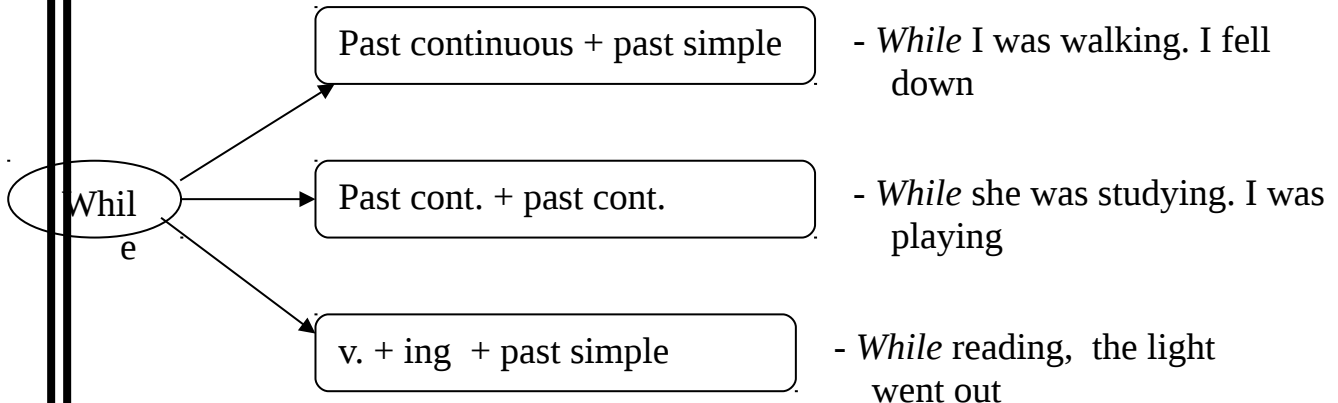 Past continuous + past simple
- While I was walking. I fell
down
Whil
e
Past cont. + past cont.
- While she was studying. I was
playing
v. + ing + past simple
- While reading, the light
went out